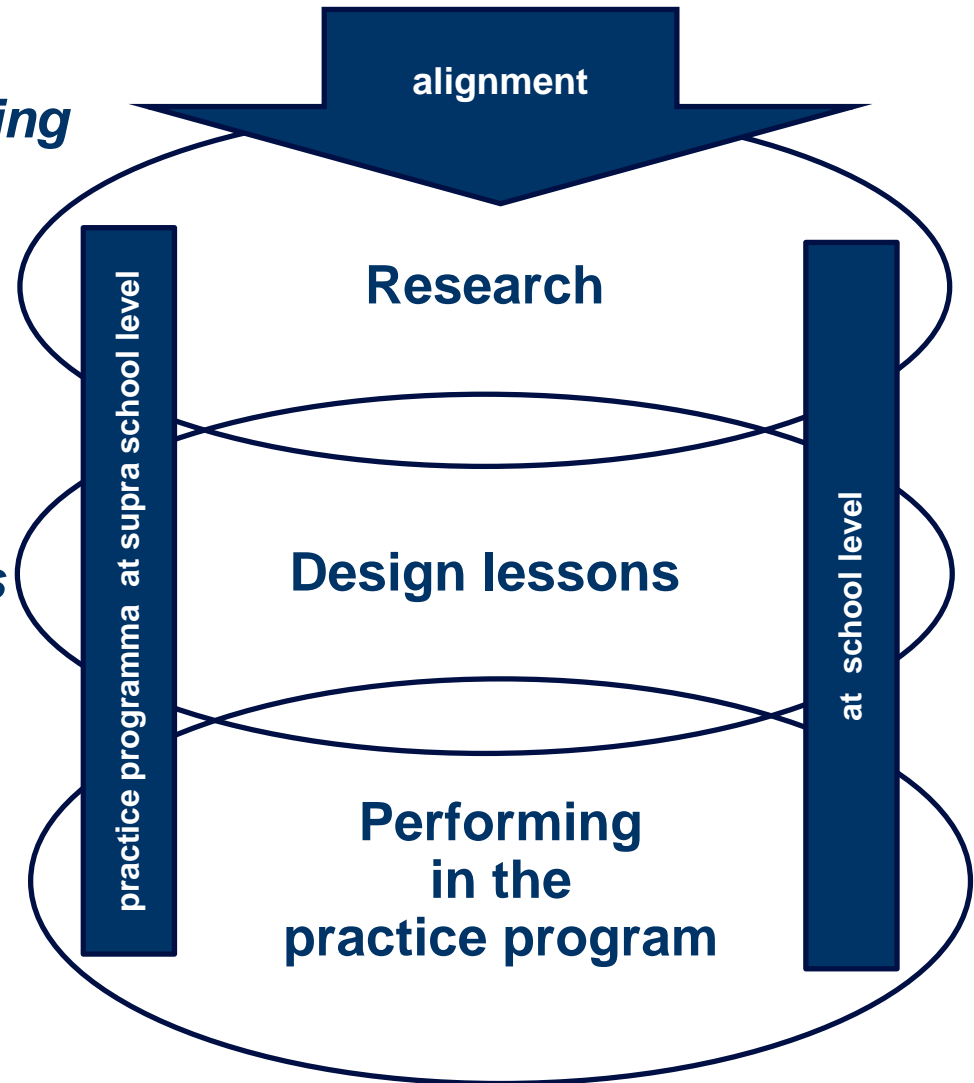 alignment
ing
Research
practice programma at supra school level
at school level
Design lessons
s
Performing
in the
practice program